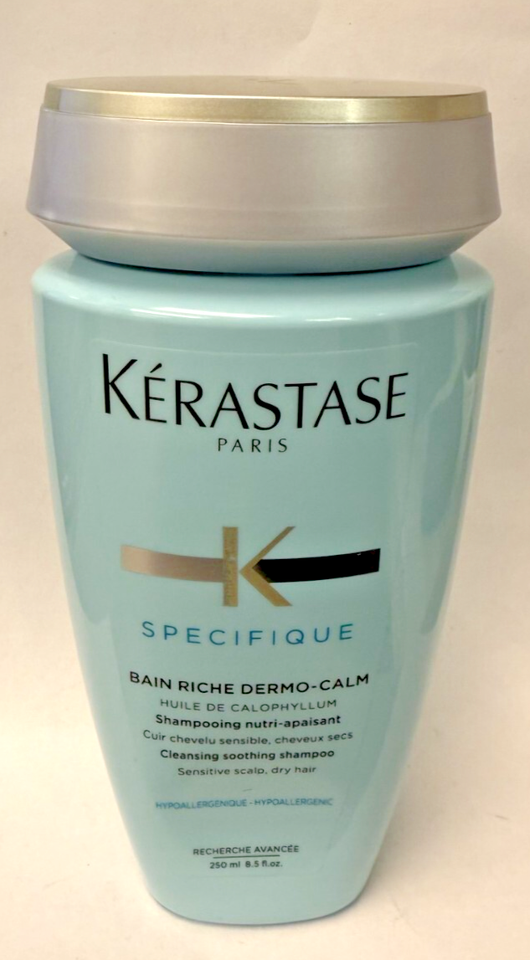 KÉRASTASE
PARIS
K
SPECIFIQUE
BAIN RICHE DERMO-CALM
HUILE DE CALOPHYLLUM
Shampooing nutri-apaisant
Cuir chevelu sensible, cheveux secs
Cleansing soothing shampoo
Sensitive scalp, dry hair
HYPOALLERGENIQUE - HYPOALLERGENIC
RECHERCHE AVANCÉE
250 ml 8.5 fl.oz.